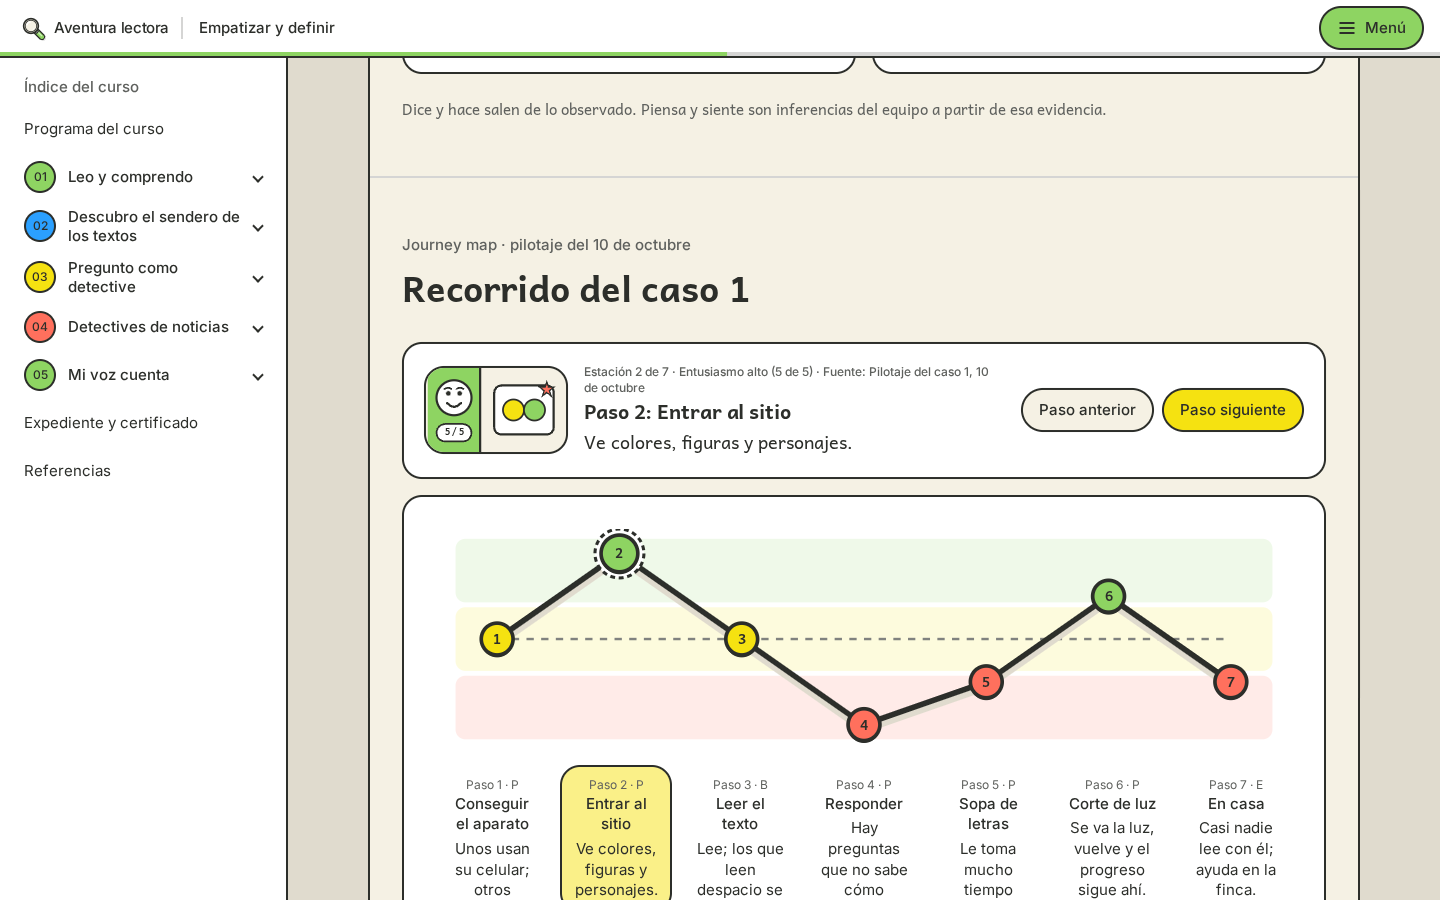 Aventura lectora
Empatizar y definir
Menú
Índice del curso
Programa del curso
01
Leo y comprendo
02
Descubro el sendero de
los textos
03
Pregunto como
detective
04
Detectives de noticias
05
Mi voz cuenta
Expediente y certificado
Referencias
Dice y hace salen de lo observado. Piensa y siente son inferencias del equipo a partir de esa evidencia.
Journey map · pilotaje del 10 de octubre
Recorrido del caso 1
5 / 5
Estación 2 de 7 · Entusiasmo alto (5 de 5) · Fuente: Pilotaje del caso 1, 10
de octubre
Paso 2: Entrar al sitio
Ve colores, figuras y personajes.
Paso anterior
Paso siguiente
1
2
3
4
5
6
7
Paso 1 · P
Conseguir
el aparato
Unos usan
su celular;
otros
Paso 2 · P
Entrar al
sitio
Ve colores,
figuras y
personajes.
Paso 3 · B
Leer el
texto
Lee; los que
leen
despacio se
Paso 4 · P
Responder
Hay
preguntas
que no sabe
cómo
Paso 5 · P
Sopa de
letras
Le toma
mucho
tiempo
Paso 6 · P
Corte de luz
Se va la luz,
vuelve y el
progreso
sigue ahí.
Paso 7 · E
En casa
Casi nadie
lee con él;
ayuda en la
finca.